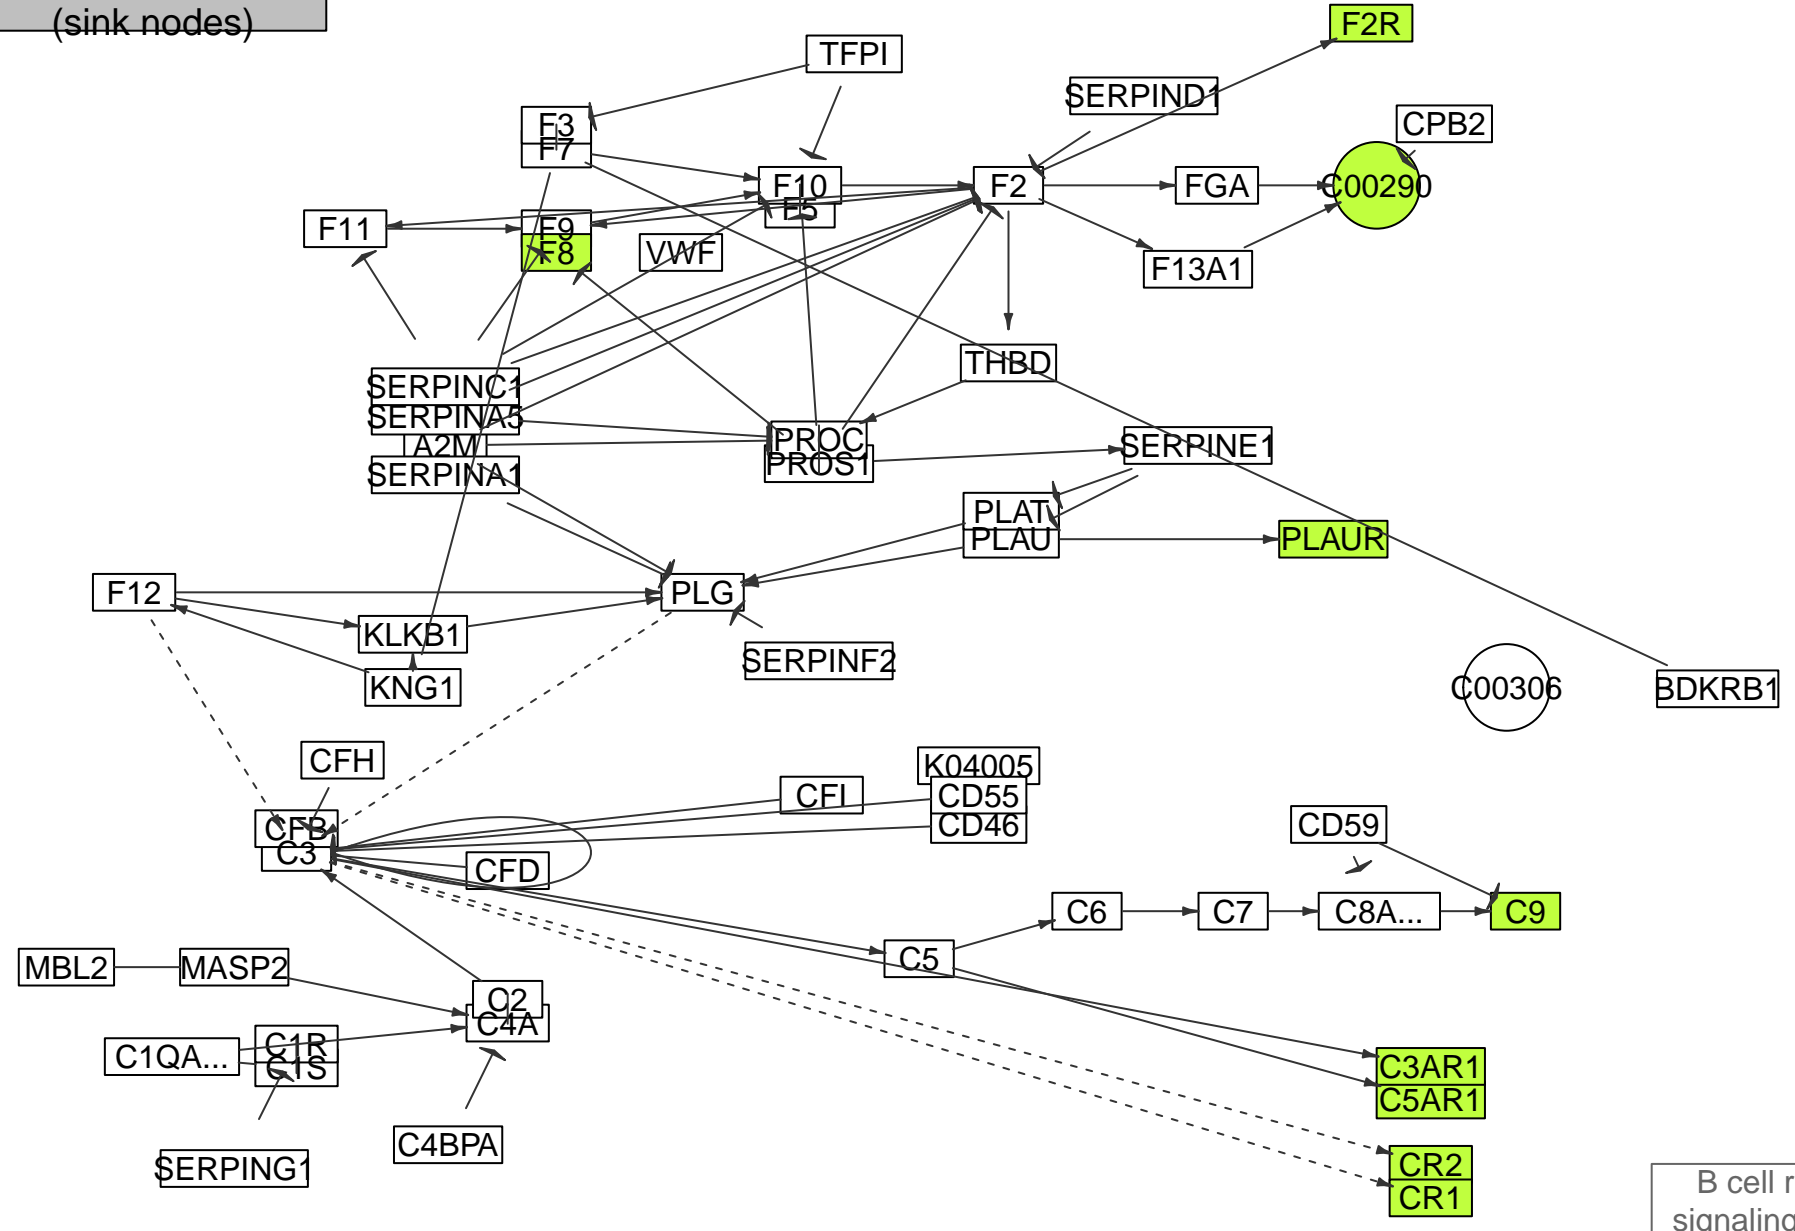 (sink nodes)
F2R
TFPI
SERPIND1
CPB2
F3
F7
F10
F5
F2
FGA
C00290
F11
F9
F8
VWF
F13A1
THBD
SERPINC1
SERPINA5
A2M
SERPINA1
PROC
PROS1
SERPINE1
PLAT
PLAU
PLAUR
F12
PLG
KLKB1
KNG1
SERPINF2
C00306
BDKRB1
CFH
CFB
C3
CFI
K04005
CD55
CD46
CFD
CD59
C6
C7
C8A...
C9
C5
MBL2
MASP2
C2
C4A
C1QA...
C1R
C1S
C3AR1
C5AR1
C4BPA
SERPING1
CR2
CR1
B cell r
signaling